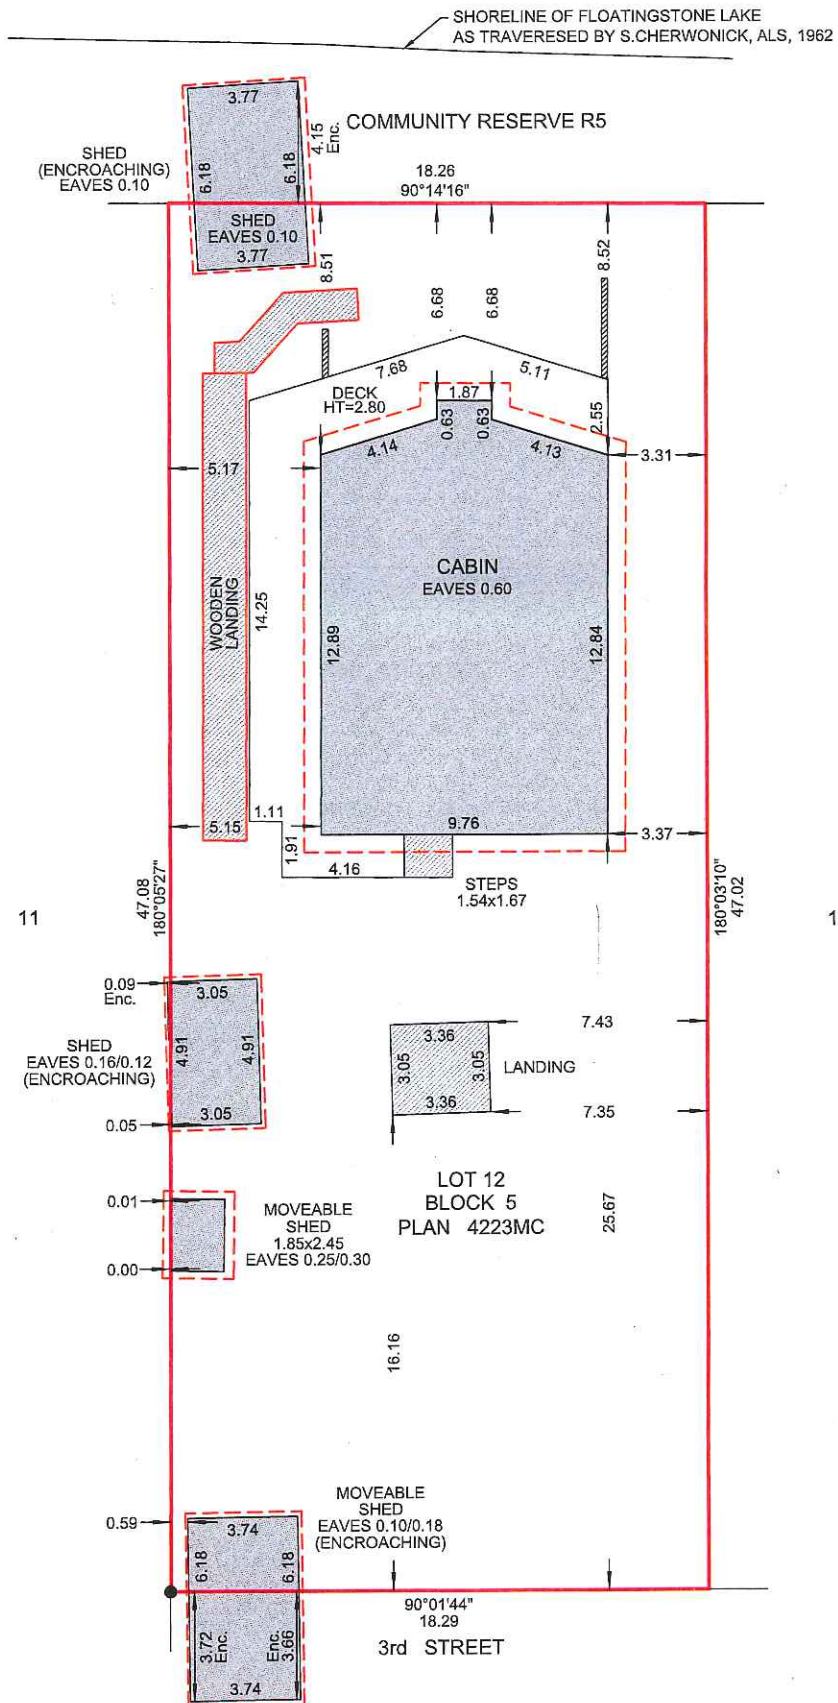 SHORELINE OF FLOATINGSTONE LAKE
AS TRAVERESED BY S.CHERWONICK, ALS, 1962
3.77
COMMUNITY RESERVE R5
4.15
Enc.
SHED
(ENCROACHING)
EAVES 0.10
6.18
6.18
18.26
90°14'16"
SHED
EAVES 0.10
3.77
8.51
6.68
6.68
8.52
7.68
5.11
DECK
HT=2.80
1.87
0.63
0.63
2.55
4.14
4.13
5.17
3.31
CABIN
EAVES 0.60
WOODEN
LANDING
14.25
12.89
12.84
1.11
5.15
9.76
3.37
1.91
4.16
STEPS
1.54x1.67
47.08
180°05'27"
180°03'10"
47.02
11
1
0.09
Enc.
3.05
SHED
EAVES 0.16/0.12
(ENCROACHING)
4.91
4.91
3.05
0.05
7.43
3.36
3.05
3.05
LANDING
3.36
7.35
LOT 12
BLOCK 5
PLAN 4223MC
25.67
0.01
MOVEABLE
SHED
1.85x2.45
EAVES 0.25/0.30
0.00
16.16
MOVEABLE
SHED
EAVES 0.10/0.18
(ENCROACHING)
0.59
3.74
6.18
6.18
90°01'44"
18.29
3.72
Enc.
Enc.
3.66
3rd STREET
3.74